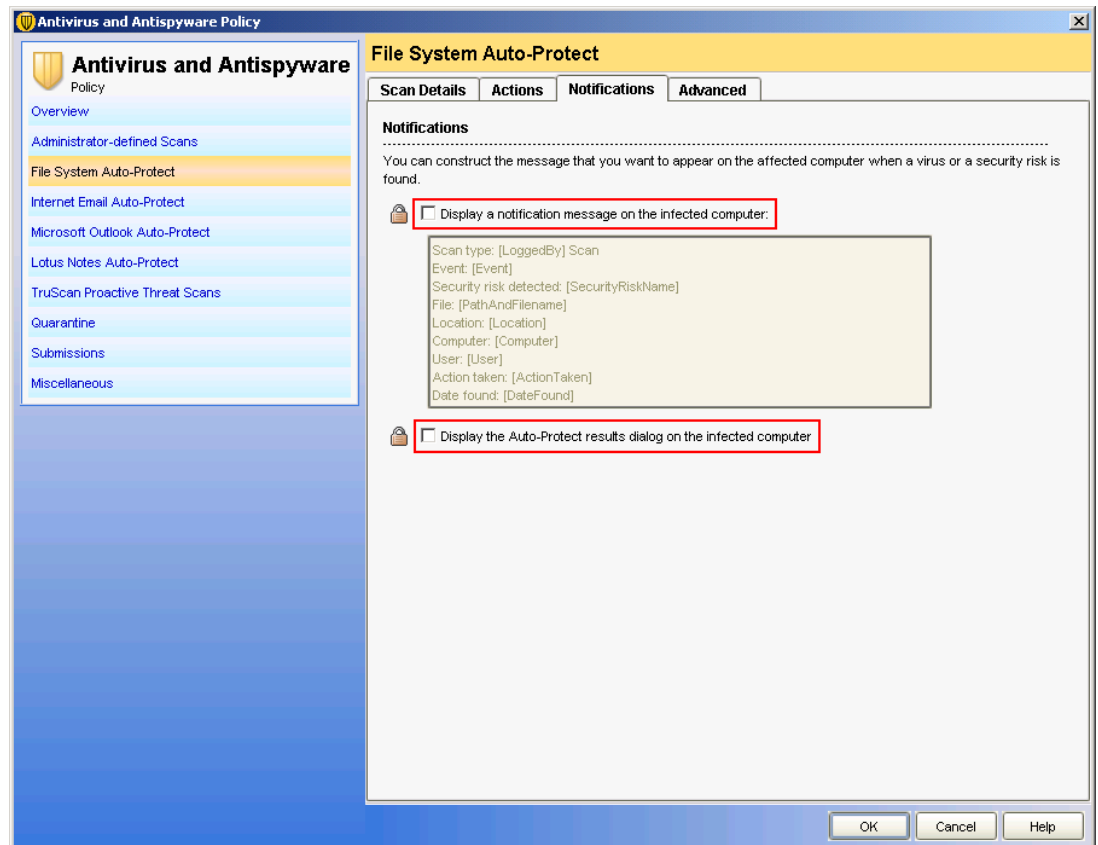 Antivirus and Antispyware Policy
Antivirus and Antispyware
Policy
Overview
Administrator-defined Scans
File System Auto-Protect
Internet Email Auto-Protect
Microsoft Outlook Auto-Protect
Lotus Notes Auto-Protect
TruScan Proactive Threat Scans
Quarantine
Submissions
Miscellaneous
File System Auto-Protect
Scan Details Actions Notifications Advanced
Notifications
You can construct the message that you want to appear on the affected computer when a virus or a security risk is
found.
Display a notification message on the infected computer:
Scan type: [LoggedBy] Scan
Event: [Event]
Security risk detected: [SecurityRiskName]
File: [PathAndFilename]
Location: [Location]
Computer: [Computer]
User: [User]
Action taken: [ActionTaken]
Date found: [DateFound]
Display the Auto-Protect results dialog on the infected computer
OK Cancel Help